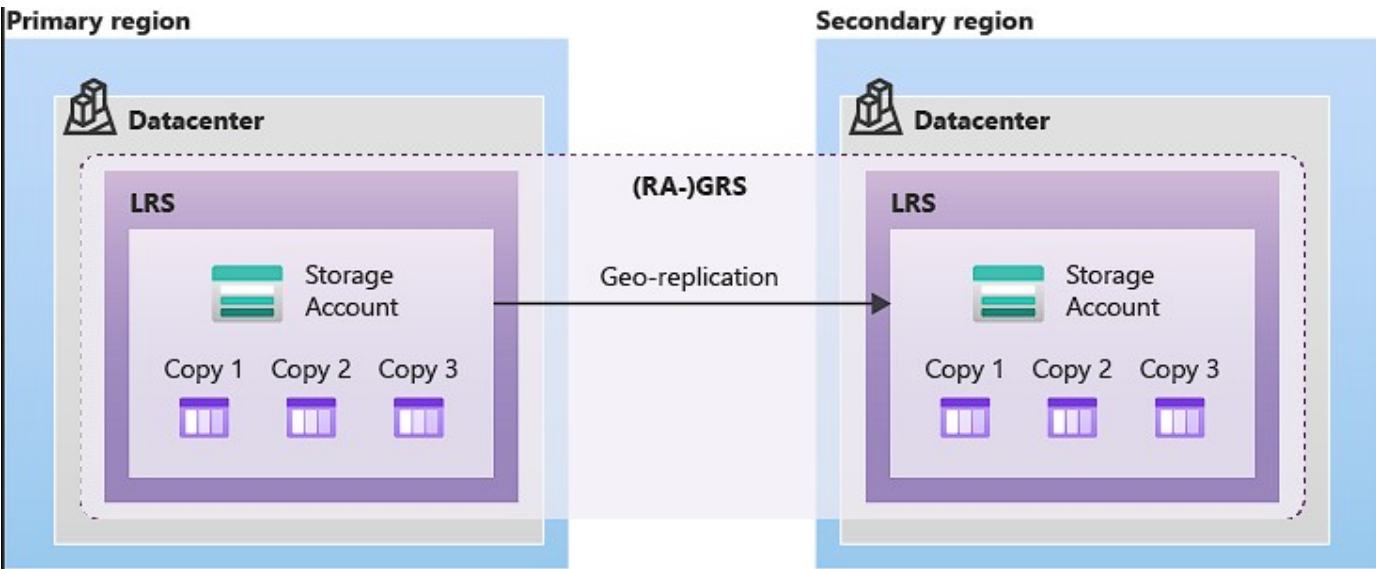 Primary region
Secondary region
Datacenter
Datacenter
(RA-)GRS
LRS
LRS
Storage
Account
Geo-replication
Storage
Account
Copy 1 Copy 2 Copy 3
Copy 1 Copy 2 Copy 3